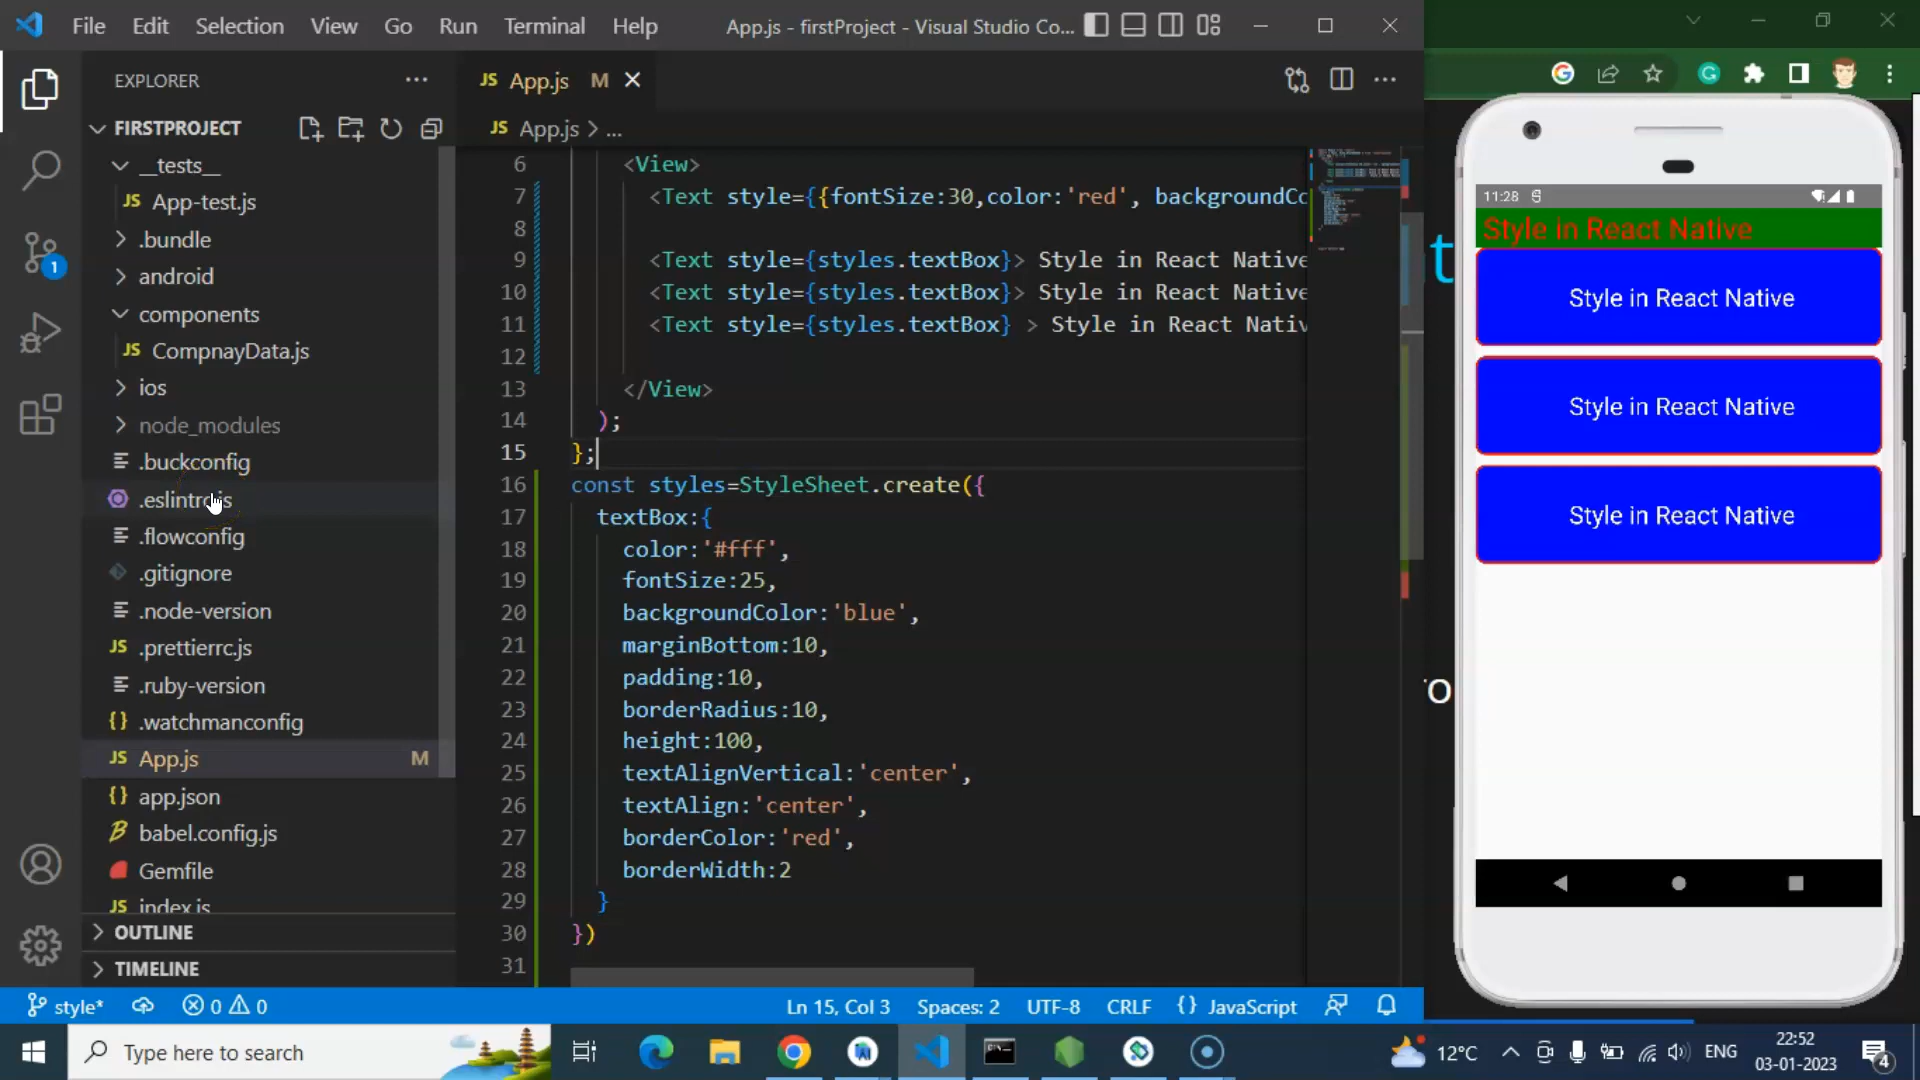 File Edit Selection View Go Run Terminal Help App.js - firstProject - Visual Studio Co...
EXPLORER
JS App.js M
FIRSTPROJECT
JS App.js > ...
__tests__
JS App-test.js
.bundle
android
components
JS CompnayData.js
ios
node_modules
.buckconfig
.flowconfig
.gitignore
.node-version
JS .prettierrc.js
.ruby-version
{} .watchmanconfig
JS App.js M
{} app.json
babel.config.js
Gemfile
JS index.js
OUTLINE
TIMELINE
6 <View>
7 <Text style={{fontSize:30,color:'red', backgroundCo
8
9 <Text style={styles.textBox}> Style in React Native
10 <Text style={styles.textBox}> Style in React Native
11 <Text style={styles.textBox} > Style in React Nativ
12
13 </View>
14 );
15 };
16 const styles=StyleSheet.create({
17 textBox:{
18 color:'#fff',
19 fontSize:25,
20 backgroundColor:'blue',
21 marginBottom:10,
22 padding:10,
23 borderRadius:10,
24 height:100,
25 textAlignVertical:'center',
26 textAlign:'center',
27 borderColor:'red',
28 borderWidth:2
29 }
30 })
31
11:28
Style in React Native
Style in React Native
Style in React Native
Style in React Native
t
ro
style* 0 0 Ln 15, Col 3 Spaces: 2 UTF-8 CRLF {} JavaScript
1
Type here to search
12°C ENG 22:52
03-01-2023 4